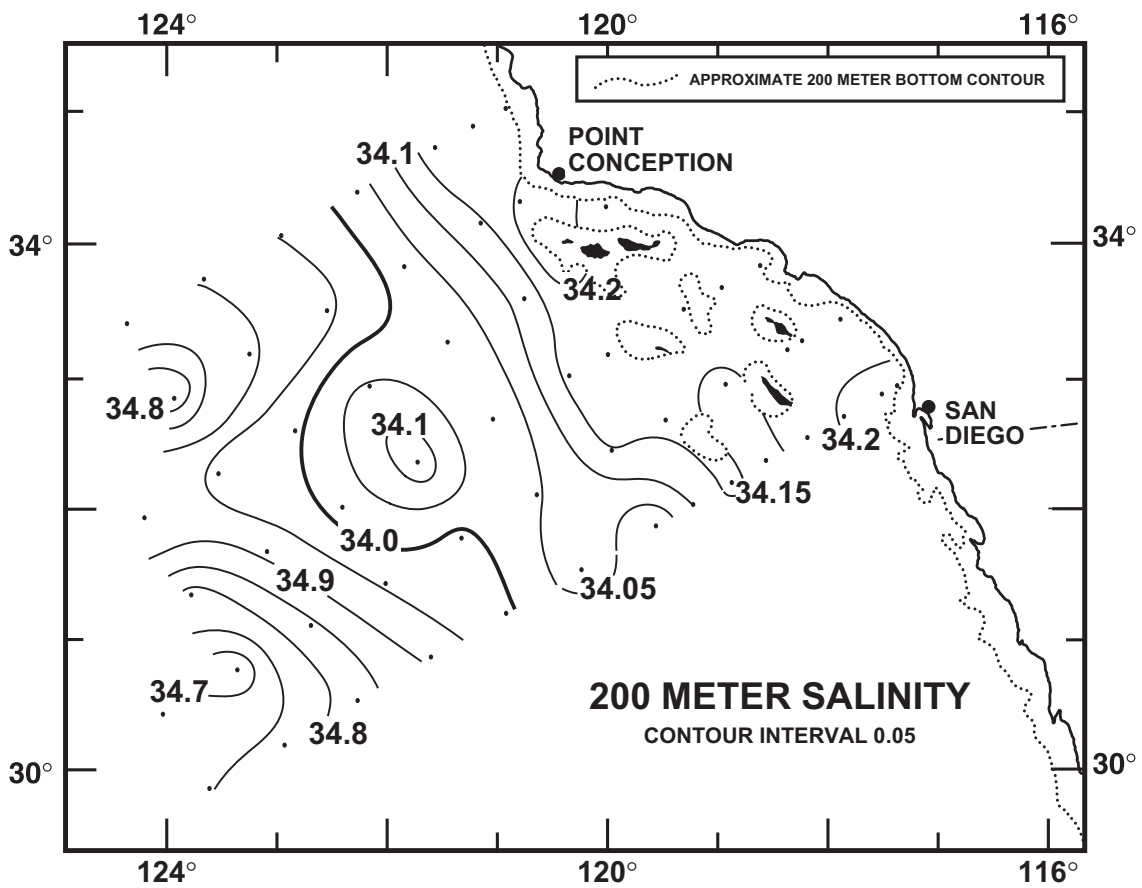 124° 120° 116°
APPROXIMATE 200 METER BOTTOM CONTOUR
POINT
CONCEPTION
34.1
34° 34°
34.2
34.8
34.1
SAN
DIEGO
34.2
34.15
34.0
34.9
34.05
34.7
200 METER SALINITY
CONTOUR INTERVAL 0.05
34.8
30° 30°
124° 120° 116°